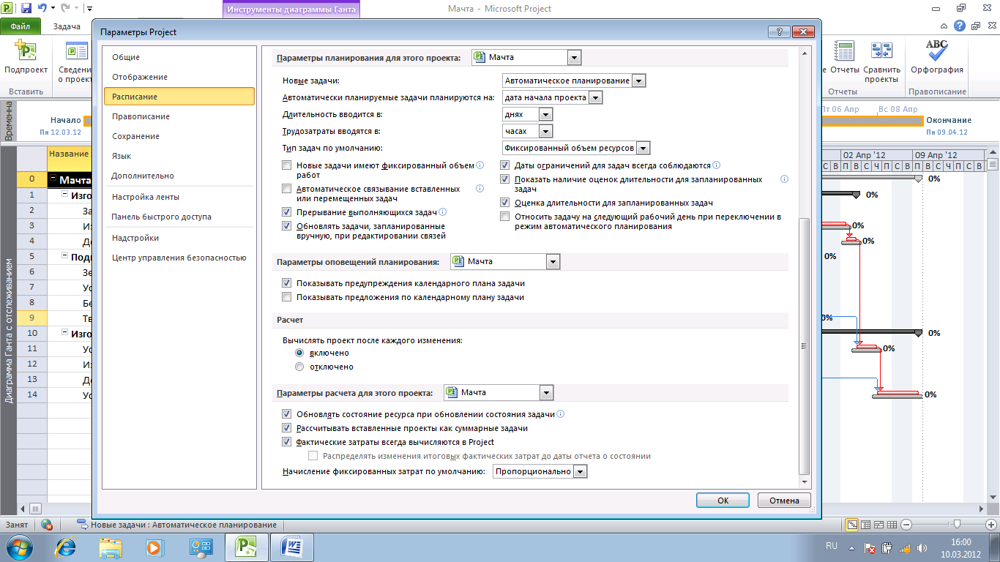 Инструменты диаграммы Ганта
Мачта - Microsoft Project
Файл
Задача
Подпроект
Сведени
о проект
Вставить
е Отчеты
Сравнить
проекты
Орфография
Отчеты
Правописание
ABC
Параметры Project
Общие
Отображение
Расписание
Правописание
Сохранение
Язык
Дополнительно
Настройка ленты
Панель быстрого доступа
Надстройки
Центр управления безопасностью
Параметры планирования для этого проекта: Мачта
Новые задачи: Автоматическое планирование
Автоматически планируемые задачи планируются на: дата начала проекта
Длительность вводится в: днях
Трудозатраты вводятся в: часах
Тип задач по умолчанию: Фиксированный объем ресурсов
Новые задачи имеют фиксированный объем
работ
Автоматическое связывание вставленных
или перемещенных задач
Прерывание выполняющихся задач
Обновлять задачи, запланированные
вручную, при редактировании связей
Даты ограничений для задач всегда соблюдаются
Показать наличие оценок длительности для запланированных
задач
Оценка длительности для запланированных задач
Относить задачу на следующий рабочий день при переключении в
режим автоматического планирования
Параметры оповещений планирования: Мачта
Показывать предупреждения календарного плана задачи
Показывать предложения по календарному плану задачи
Расчет
Вычислять проект после каждого изменения:
включено
отключено
Параметры расчета для этого проекта: Мачта
Обновлять состояние ресурса при обновлении состояния задачи
Рассчитывать вставленные проекты как суммарные задачи
Фактические затраты всегда вычисляются в Project
Распределять изменения итоговых фактических затрат до даты отчета о состоянии
Начисление фиксированных затрат по умолчанию: Пропорционально
ОК
Отмена
Временна
Начало
Пн 12.03.12
Пт 06 Апр
Вс 08 Апр
Окончание
Пн 09.04.12
Диаграмма Ганта с отслеживанием
Название
0 Мачта
1 Изго
2 За
3 Из
4 До
5 Подг
6 Зе
7 Ус
8 Бе
9 Тв
10 Изго
11 Ус
12 Из
13 До
14 Ус
02 Апр '12
09 Апр '12
С В П В С Ч П С В П В С Ч П С В
0%
0%
0%
0%
0%
0%
0%
0%
0%
Занят
Новые задачи : Автоматическое планирование
RU
16:00
10.03.2012